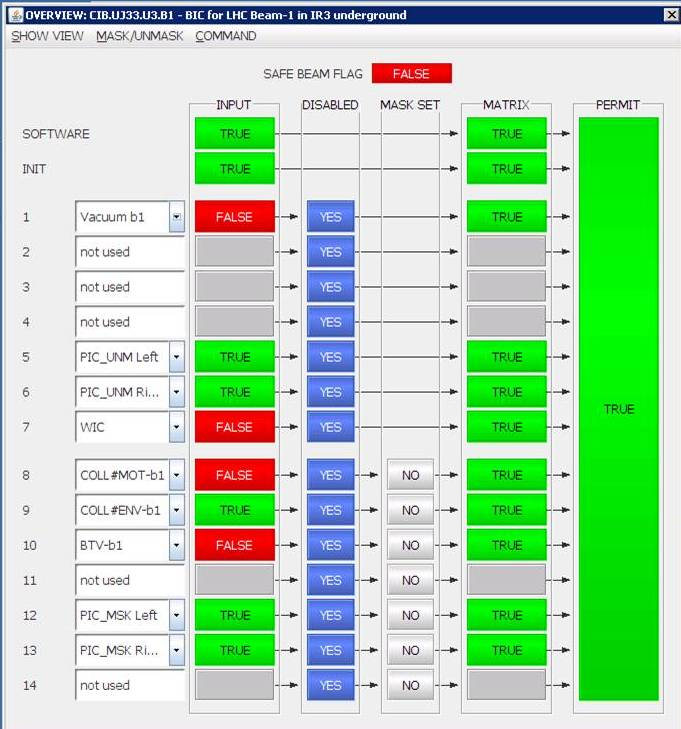 OVERVIEW: CIB.UJ33.U3.B1 - BIC for LHC Beam-1 in IR3 underground
SHOW VIEW MASK/UNMASK COMMAND
SAFE BEAM FLAG FALSE
INPUT DISABLED MASK SET MATRIX PERMIT
SOFTWARE TRUE TRUE
INIT TRUE TRUE
1 Vacuum b1 FALSE YES TRUE
2 not used YES
3 not used YES
4 not used YES
5 PIC_UNM Left TRUE YES TRUE
6 PIC_UNM Ri... TRUE YES TRUE
TRUE
7 WIC FALSE YES TRUE
8 COLL#MOT-b1 FALSE YES NO TRUE
9 COLL#ENV-b1 TRUE YES NO TRUE
10 BTV-b1 FALSE YES NO TRUE
11 not used YES NO
12 PIC_MSK Left TRUE YES NO TRUE
13 PIC_MSK Ri... TRUE YES NO TRUE
14 not used YES NO